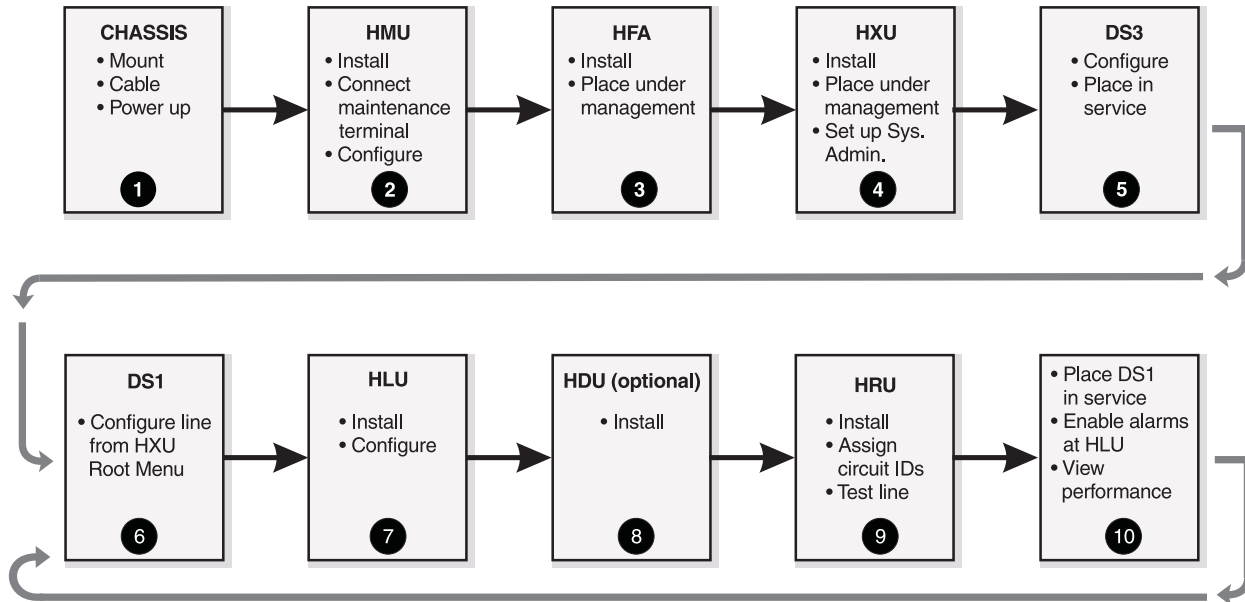 CHASSIS
• Mount
• Cable
• Power up
1
HMU
• Install
• Connect
maintenance
terminal
• Configure
2
HFA
• Install
• Place under
management
3
HXU
• Install
• Place under
management
• Set up Sys.
Admin.
4
DS3
• Configure
• Place in
service
5
DS1
• Configure line
from HXU
Root Menu
6
HLU
• Install
• Configure
7
HDU (optional)
• Install
8
HRU
• Install
• Assign
circuit IDs
• Test line
9
• Place DS1
in service
• Enable alarms
at HLU
• View
performance
10